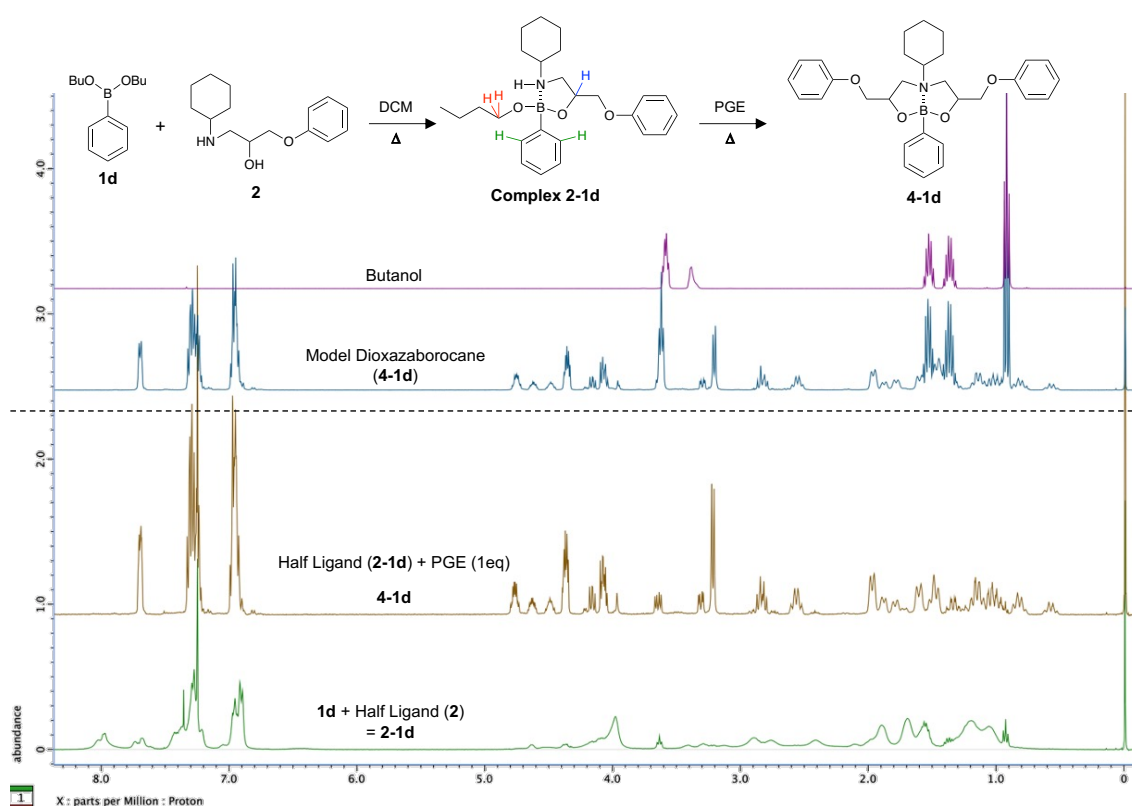 BuO
OBu
B
1d
+
HN
O
OH
2
DCM
Δ
H
N
H
H
H
O
B
O
O
H
H
Complex 2-1d
PGE
Δ
O
N
O
O
B
O
4-1d
Butanol
Model Dioxazaborocane
(4-1d)
Half Ligand (2-1d) + PGE (1eq)
4-1d
1d + Half Ligand (2)
= 2-1d
abundance
0
1.0
2.0
3.0
4.0
8.0
7.0
6.0
5.0
4.0
3.0
2.0
1.0
0
1
X : parts per Million : Proton